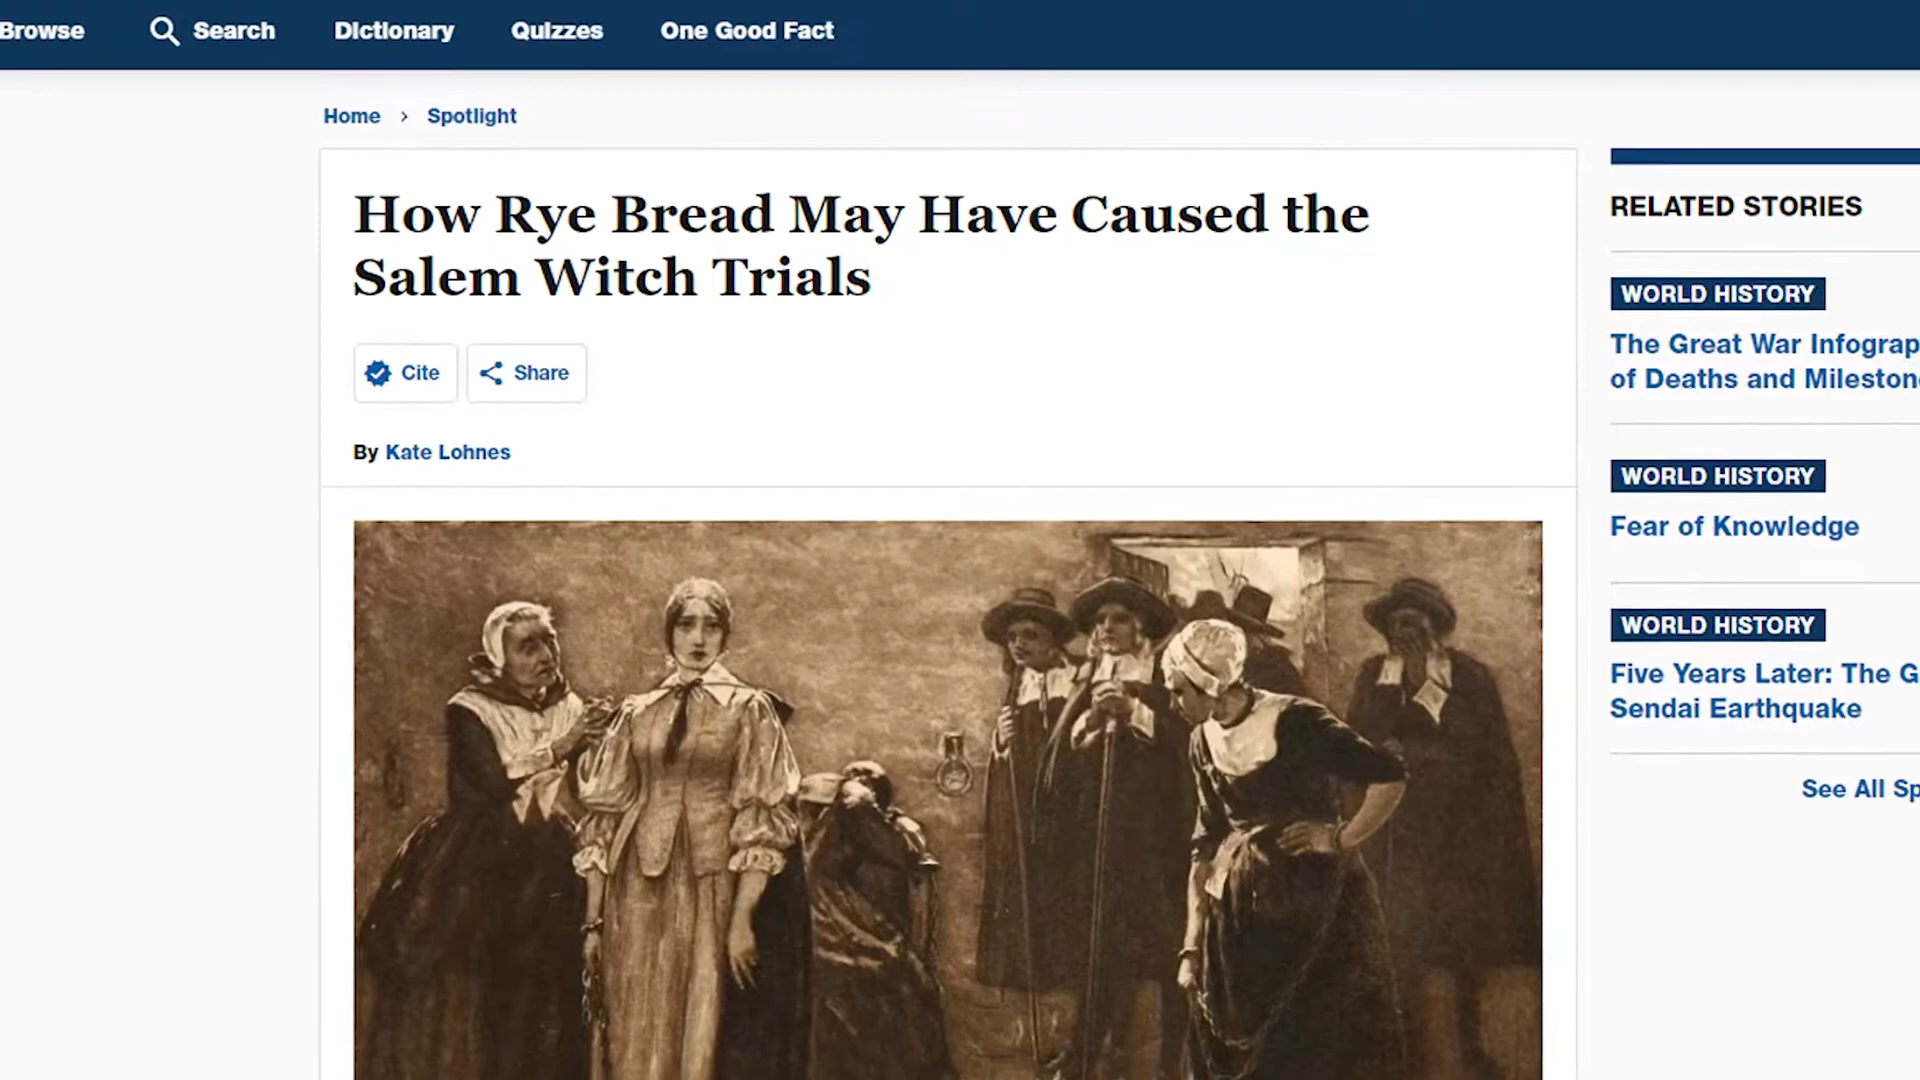 Browse
Search
Dictionary
Quizzes
One Good Fact
Home
Spotlight
How Rye Bread May Have Caused the
Salem Witch Trials
Cite
Share
By Kate Lohnes
RELATED STORIES
WORLD HISTORY
The Great War Infograp
of Deaths and Mileston
WORLD HISTORY
Fear of Knowledge
WORLD HISTORY
Five Years Later: The G
Sendai Earthquake
See All Sp